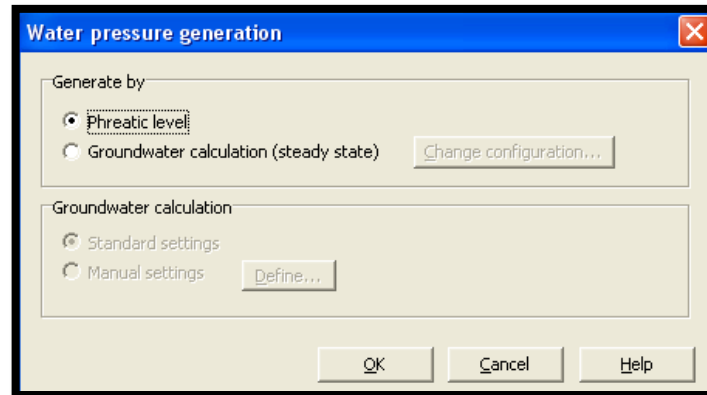 Water pressure generation
Generate by
Phreatic level
Groundwater calculation (steady state)
Change configuration...
Groundwater calculation
Standard settings
Manual settings
Define...
OK
Cancel
Help